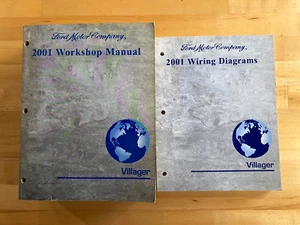 Ford Motor Company,
2001 Workshop Manual
Villager
Ford Motor Company,
2001 Wiring Diagrams
Villager